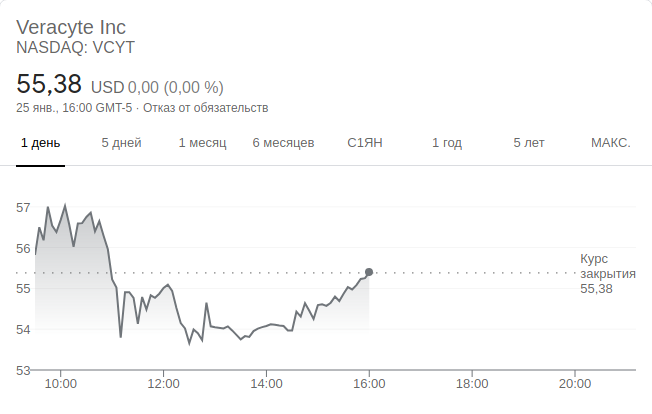 Veracyte Inc
NASDAQ: VCYT
55,38 USD 0,00 (0,00 %)
25 янв., 16:00 GMT-5 · Отказ от обязательств
1 день 5 дней 1 месяц 6 месяцев С1ЯН 1 год 5 лет МАКС.
57
56
Курс
закрытия
55,38
55
54
53
10:00 12:00 14:00 16:00 18:00 20:00